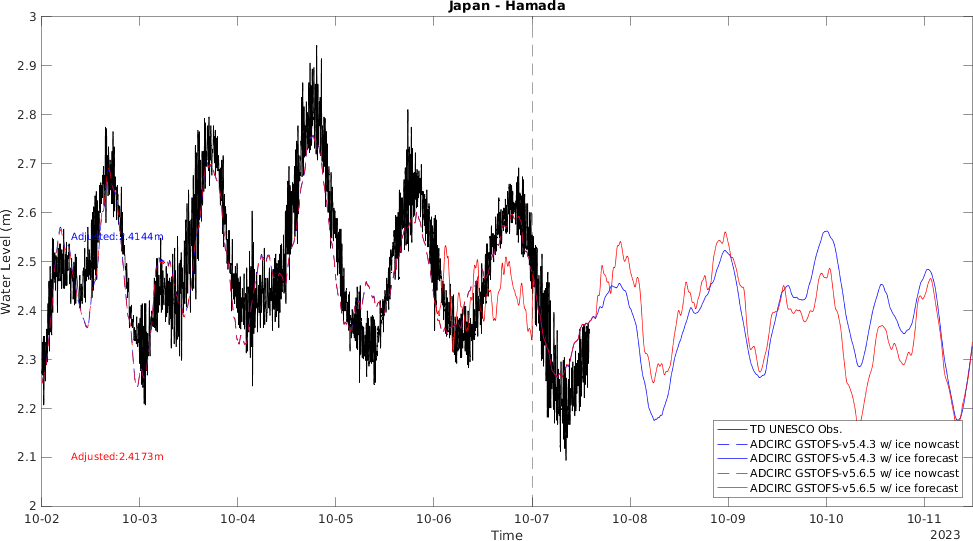 Japan - Hamada
3
2.9
2.8
2.7
2.6
2.5
2.4
2.3
2.2
2.1
2
Water Level (m)
Adjusted:2.4144m
Adjusted:2.4173m
TD UNESCO Obs.
ADCIRC GSTOFS-v5.4.3 w/ ice nowcast
ADCIRC GSTOFS-v5.4.3 w/ ice forecast
ADCIRC GSTOFS-v5.6.5 w/ ice nowcast
ADCIRC GSTOFS-v5.6.5 w/ ice forecast
10-02 10-03 10-04 10-05 10-06 10-07 10-08 10-09 10-10 10-11
Time
2023